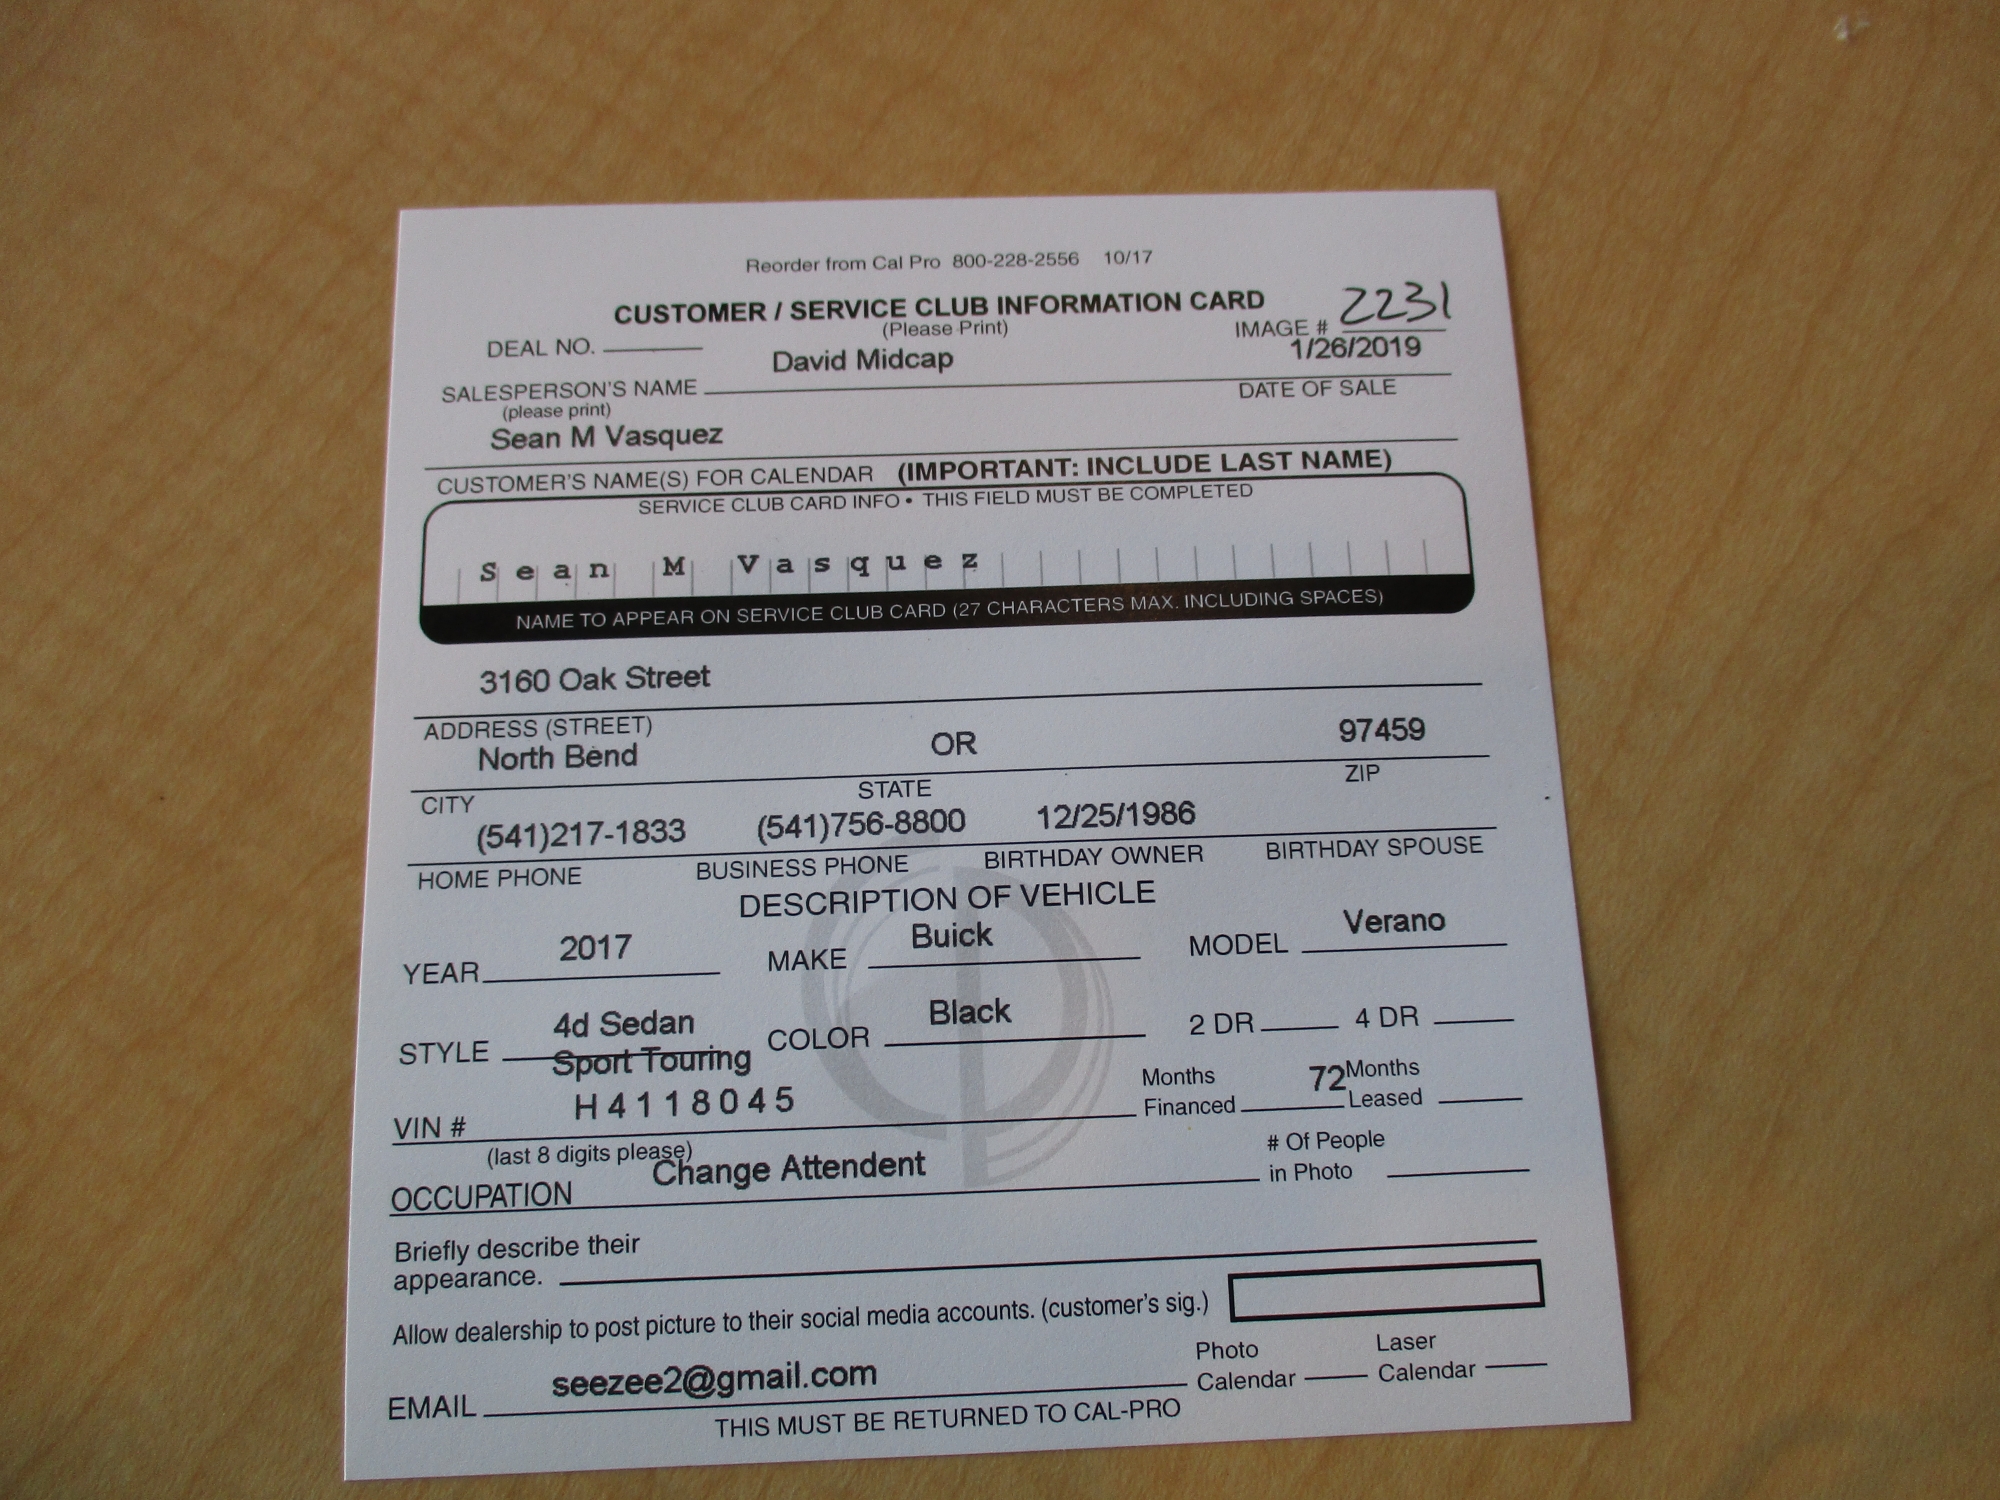 Reorder from Cal Pro 800-228-2556 10/17
CUSTOMER / SERVICE CLUB INFORMATION CARD
(Please Print)
IMAGE # 2231
DEAL NO.
David Midcap 1/26/2019
SALESPERSON'S NAME DATE OF SALE
(please print)
Sean M Vasquez
CUSTOMER'S NAME(S) FOR CALENDAR (IMPORTANT: INCLUDE LAST NAME)
SERVICE CLUB CARD INFO • THIS FIELD MUST BE COMPLETED
Sean M Vasquez
NAME TO APPEAR ON SERVICE CLUB CARD (27 CHARACTERS MAX. INCLUDING SPACES)
3160 Oak Street
ADDRESS (STREET)
North Bend OR 97459
CITY STATE ZIP
(541)217-1833 (541)756-8800 12/25/1986
HOME PHONE BUSINESS PHONE BIRTHDAY OWNER BIRTHDAY SPOUSE
DESCRIPTION OF VEHICLE
YEAR 2017 MAKE Buick MODEL Verano
STYLE 4d Sedan COLOR Black 2 DR 4 DR
Sport Touring
VIN # H4118045 Months Financed 72 Months Leased
(last 8 digits please)
OCCUPATION Change Attendent # Of People in Photo
Briefly describe their
appearance.
Allow dealership to post picture to their social media accounts. (customer's sig.)
EMAIL seezee2@gmail.com Photo Calendar Laser Calendar
THIS MUST BE RETURNED TO CAL-PRO